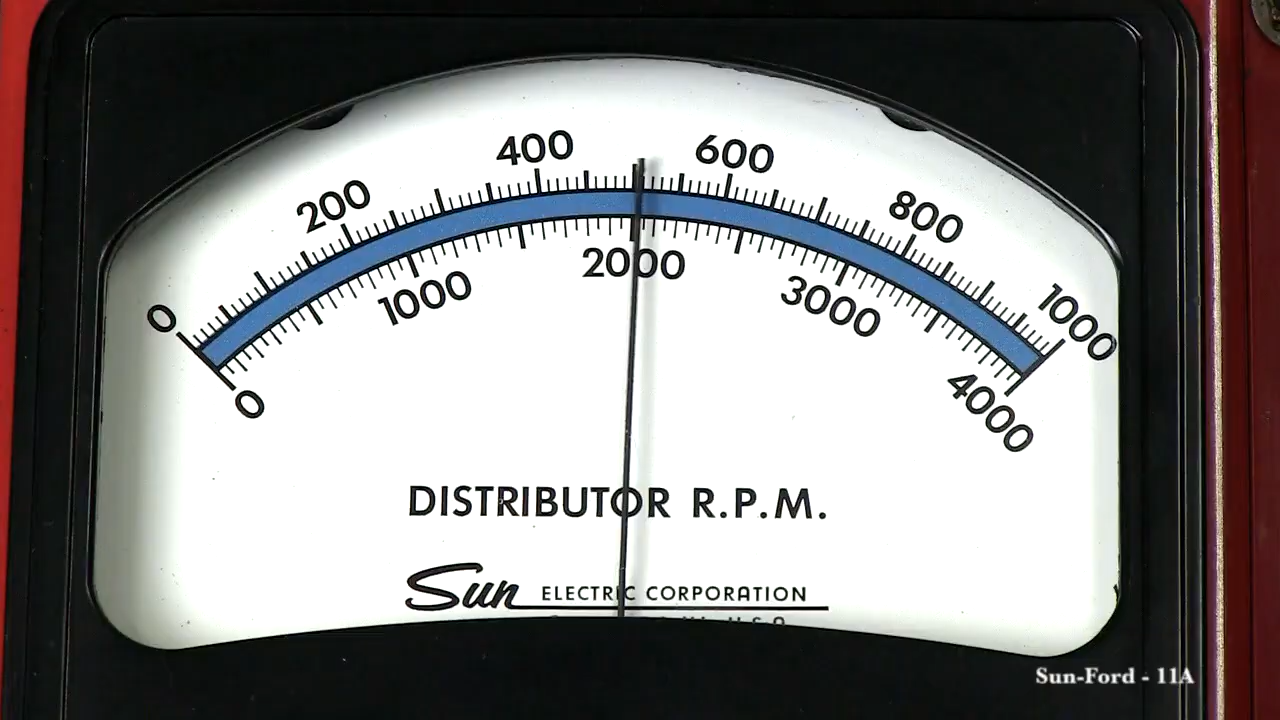 0 200 400 600 800 1000
0 1000 2000 3000 4000
DISTRIBUTOR R.P.M.
Sun ELECTRIC CORPORATION
Sun-Ford - 11A